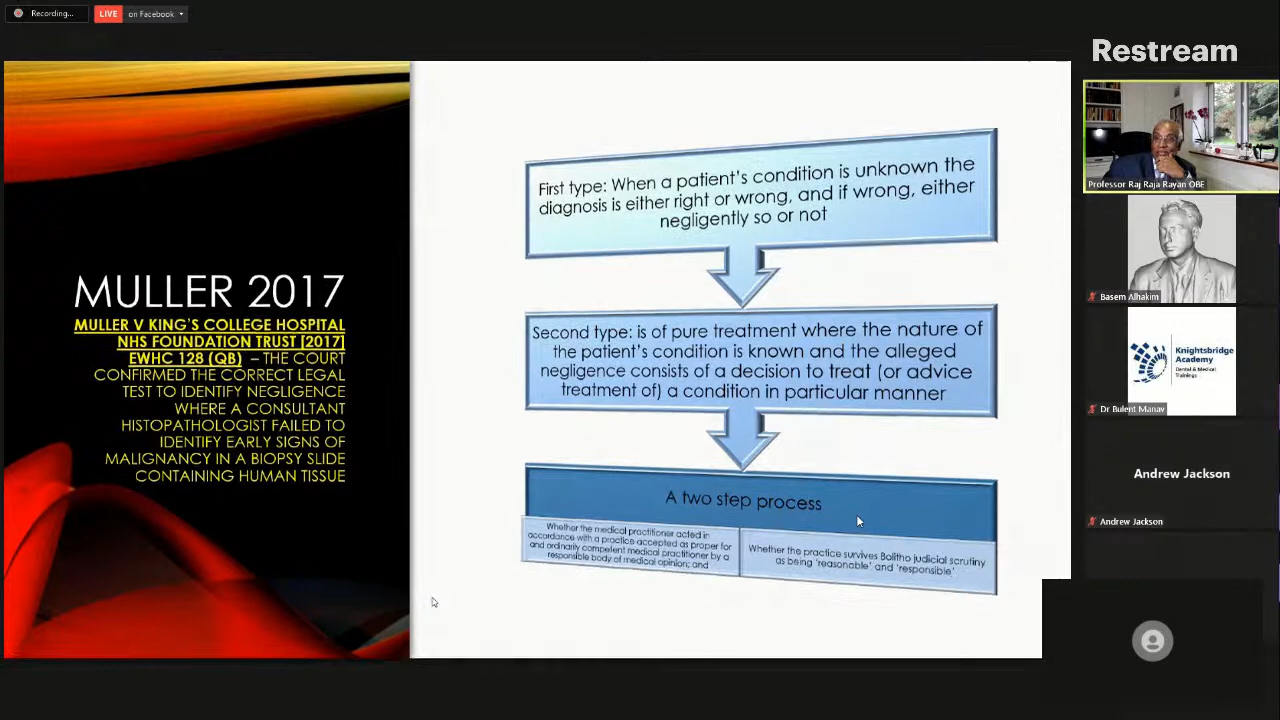 Recording...
LIVE on Facebook
Restream
MULLER 2017
MULLER V KING'S COLLEGE HOSPITAL
NHS FOUNDATION TRUST [2017]
EWHC 128 (QB) – THE COURT
CONFIRMED THE CORRECT LEGAL
TEST TO IDENTIFY NEGLIGENCE
WHERE A CONSULTANT
HISTOPATHOLOGIST FAILED TO
IDENTIFY EARLY SIGNS OF
MALIGNANCY IN A BIOPSY SLIDE
CONTAINING HUMAN TISSUE
First type: When a patient's condition is unknown the
diagnosis is either right or wrong, and if wrong, either
negligently so or not
Second type: is of pure treatment where the nature of
the patient's condition is known and the alleged
negligence consists of a decision to treat (or advice
treatment of) a condition in particular manner
A two step process
Whether the medical practitioner acted in
accordance with a practice accepted as proper for
and ordinarily competent medical practitioner by a
responsible body of medical opinion; and
Whether the practice survives Bolitho judicial scrutiny
as being 'reasonable' and 'responsible'
Professor Raj Raja Rayan OBE
Basem Alhakim
Knightsbridge
Academy
Dental & Medical
Trainings
Dr Bulent Manav
Andrew Jackson
Andrew Jackson